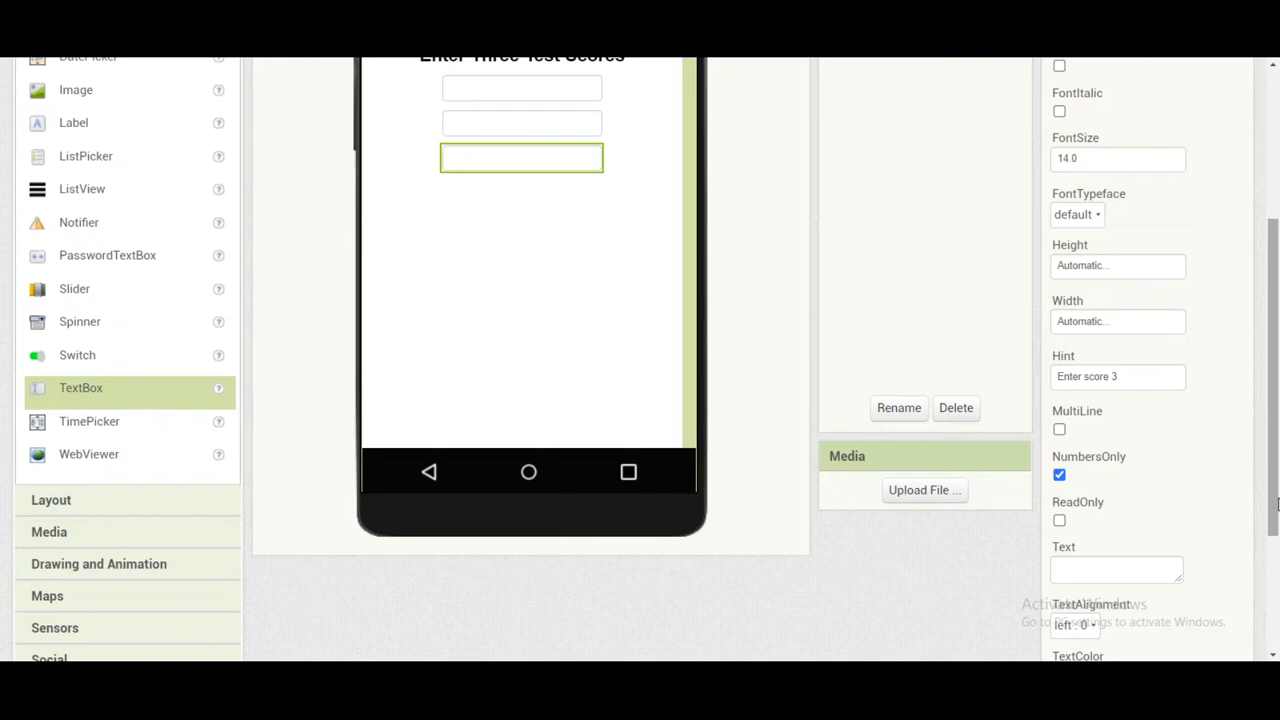 DatePicker
Image
Label
ListPicker
ListView
Notifier
PasswordTextBox
Slider
Spinner
Switch
TextBox
TimePicker
WebViewer
Layout
Media
Drawing and Animation
Maps
Sensors
Social
Enter Three Test Scores
Rename
Delete
Media
Upload File ...
FontItalic
FontSize
14.0
FontTypeface
default
Height
Automatic...
Width
Automatic...
Hint
Enter score 3
MultiLine
NumbersOnly
ReadOnly
Text
TextAlignment
left : 0
TextColor
Activate Windows
Go to PC settings to activate Windows.